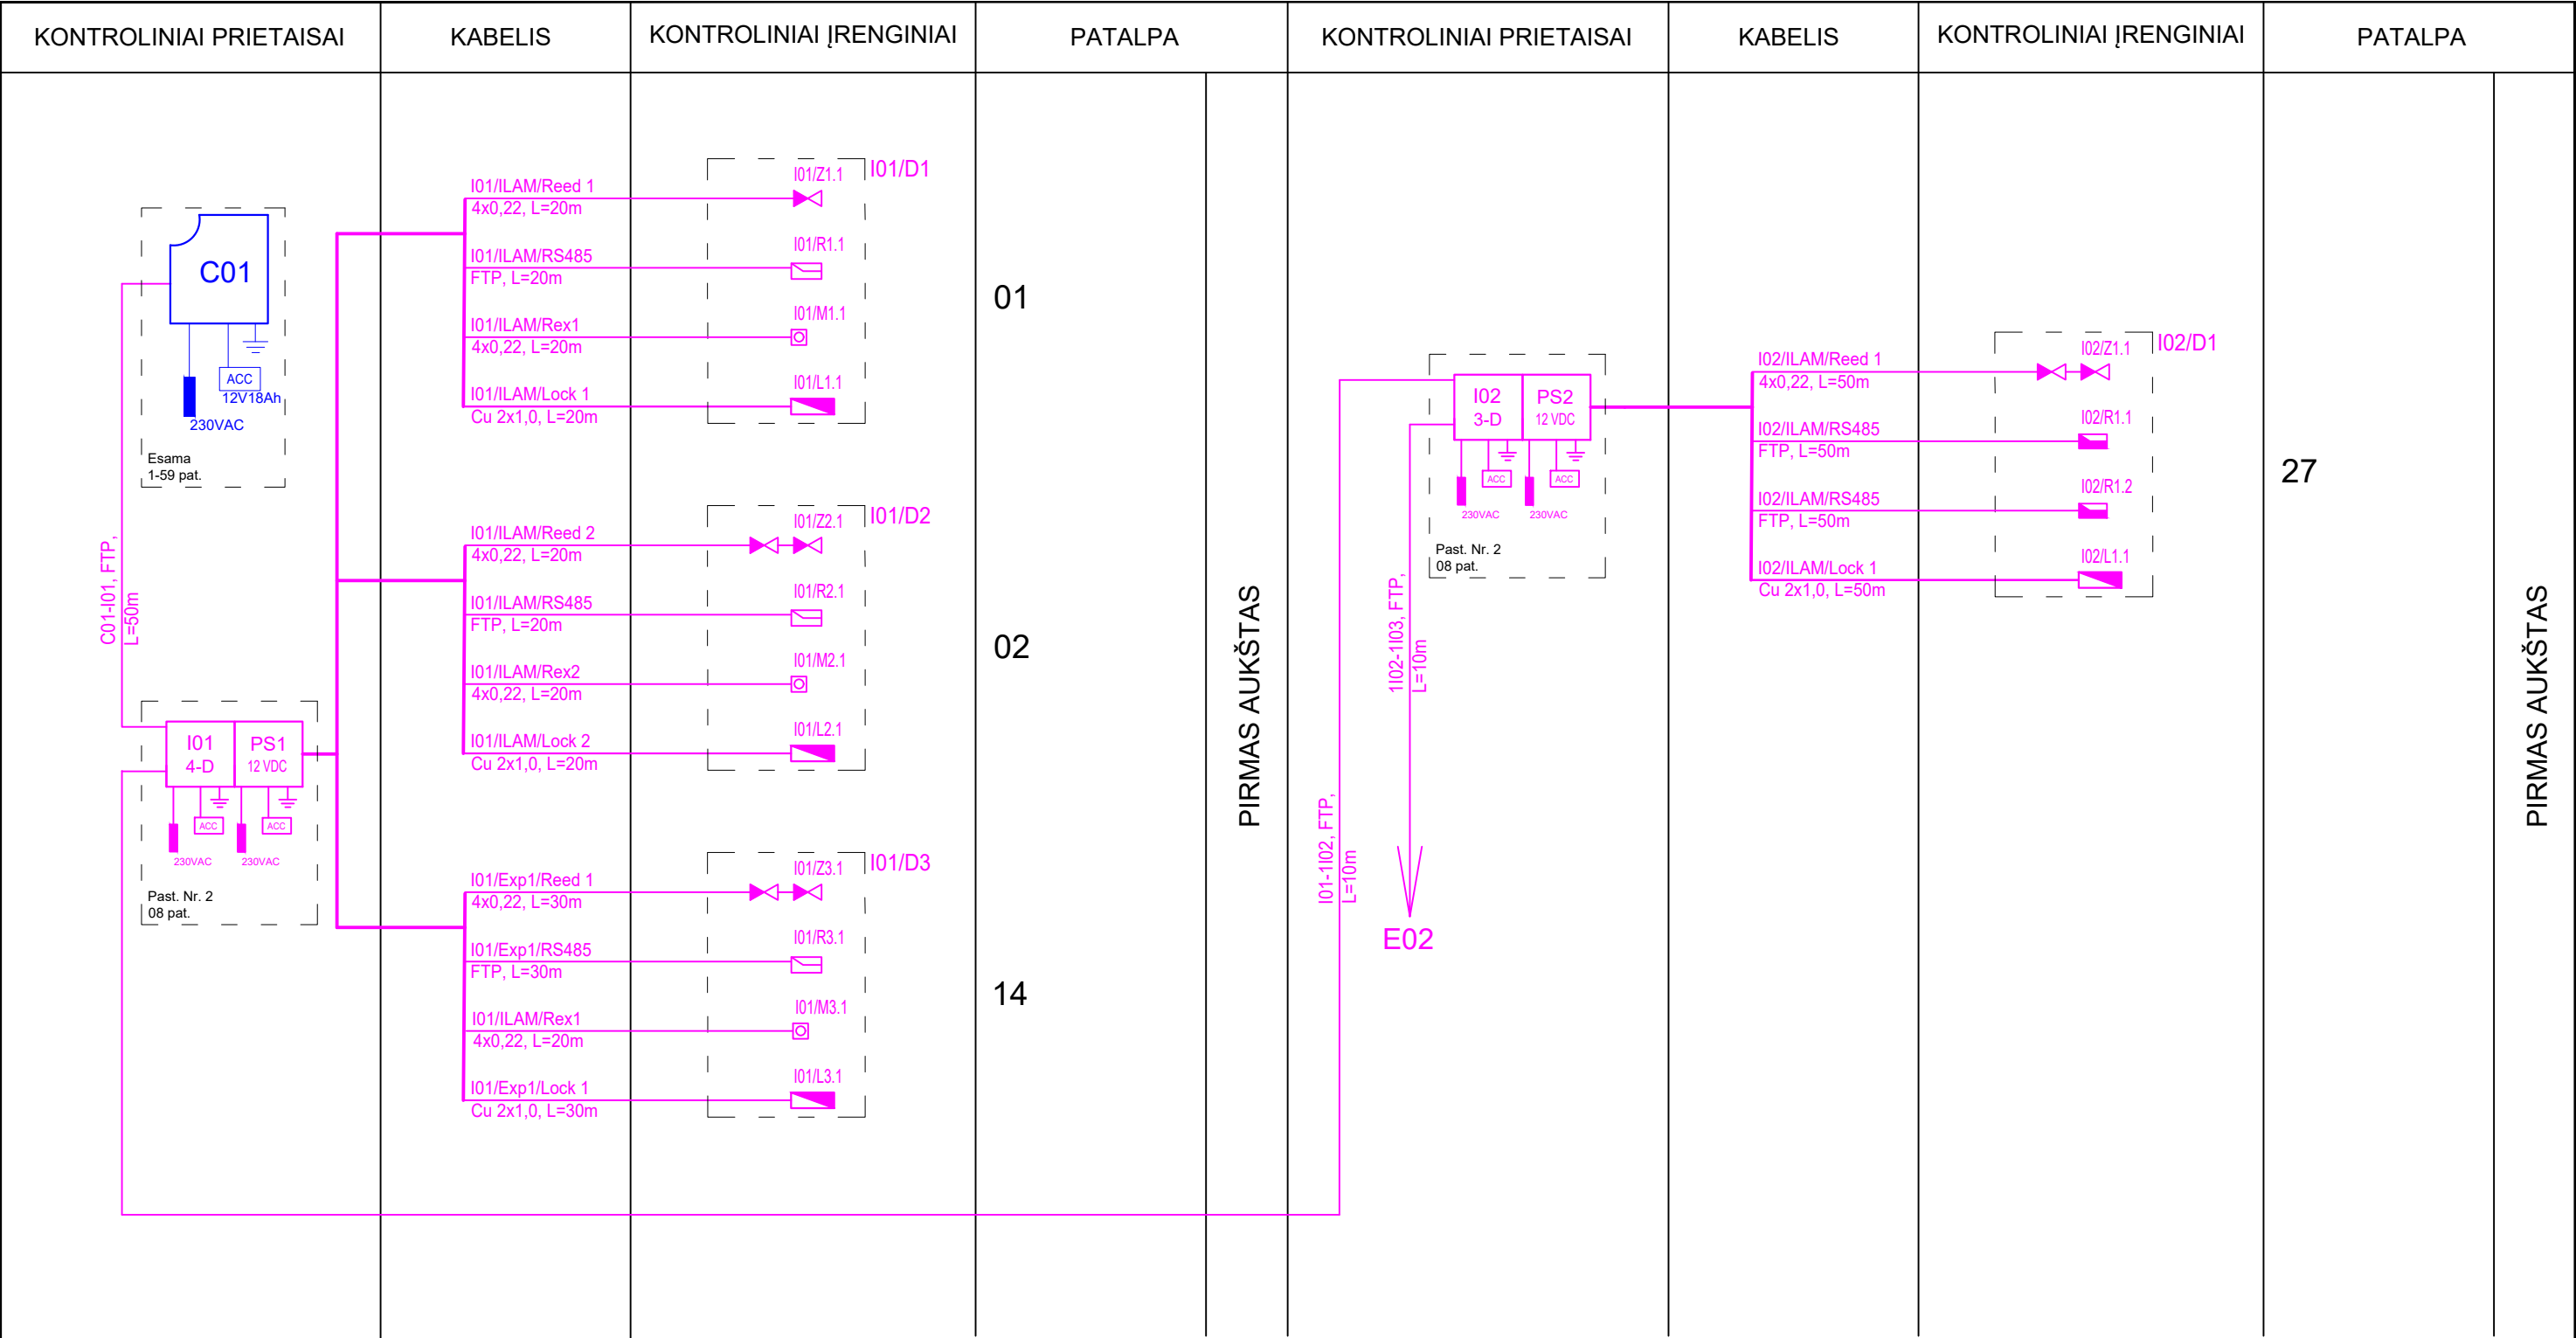 KONTROLINIAI PRIETAISAI
KABELIS
KONTROLINIAI ĮRENGINIAI
PATALPA
KONTROLINIAI PRIETAISAI
KABELIS
KONTROLINIAI ĮRENGINIAI
PATALPA
C01
ACC
12V18Ah
230VAC
Esama
1-59 pat.
C01-I01, FTP,
L=50m
I01
4-D
PS1
12 VDC
ACC
ACC
230VAC
230VAC
Past. Nr. 2
08 pat.
I01/ILAM/Reed 1
4x0,22, L=20m
I01/ILAM/RS485
FTP, L=20m
I01/ILAM/Rex1
4x0,22, L=20m
I01/ILAM/Lock 1
Cu 2x1,0, L=20m
I01/D1
I01/Z1.1
I01/R1.1
I01/M1.1
I01/L1.1
01
I01/ILAM/Reed 2
4x0,22, L=20m
I01/ILAM/RS485
FTP, L=20m
I01/ILAM/Rex2
4x0,22, L=20m
I01/ILAM/Lock 2
Cu 2x1,0, L=20m
I01/D2
I01/Z2.1
I01/R2.1
I01/M2.1
I01/L2.1
02
I01/Exp1/Reed 1
4x0,22, L=30m
I01/Exp1/RS485
FTP, L=30m
I01/ILAM/Rex1
4x0,22, L=20m
I01/Exp1/Lock 1
Cu 2x1,0, L=30m
I01/D3
I01/Z3.1
I01/R3.1
I01/M3.1
I01/L3.1
14
PIRMAS AUKŠTAS
I01-1I02, FTP,
L=10m
1I02-1I03, FTP,
L=10m
E02
I02
3-D
PS2
12 VDC
ACC
ACC
230VAC
230VAC
Past. Nr. 2
08 pat.
I02/ILAM/Reed 1
4x0,22, L=50m
I02/ILAM/RS485
FTP, L=50m
I02/ILAM/RS485
FTP, L=50m
I02/ILAM/Lock 1
Cu 2x1,0, L=50m
I02/D1
I02/Z1.1
I02/R1.1
I02/R1.2
I02/L1.1
27
PIRMAS AUKŠTAS